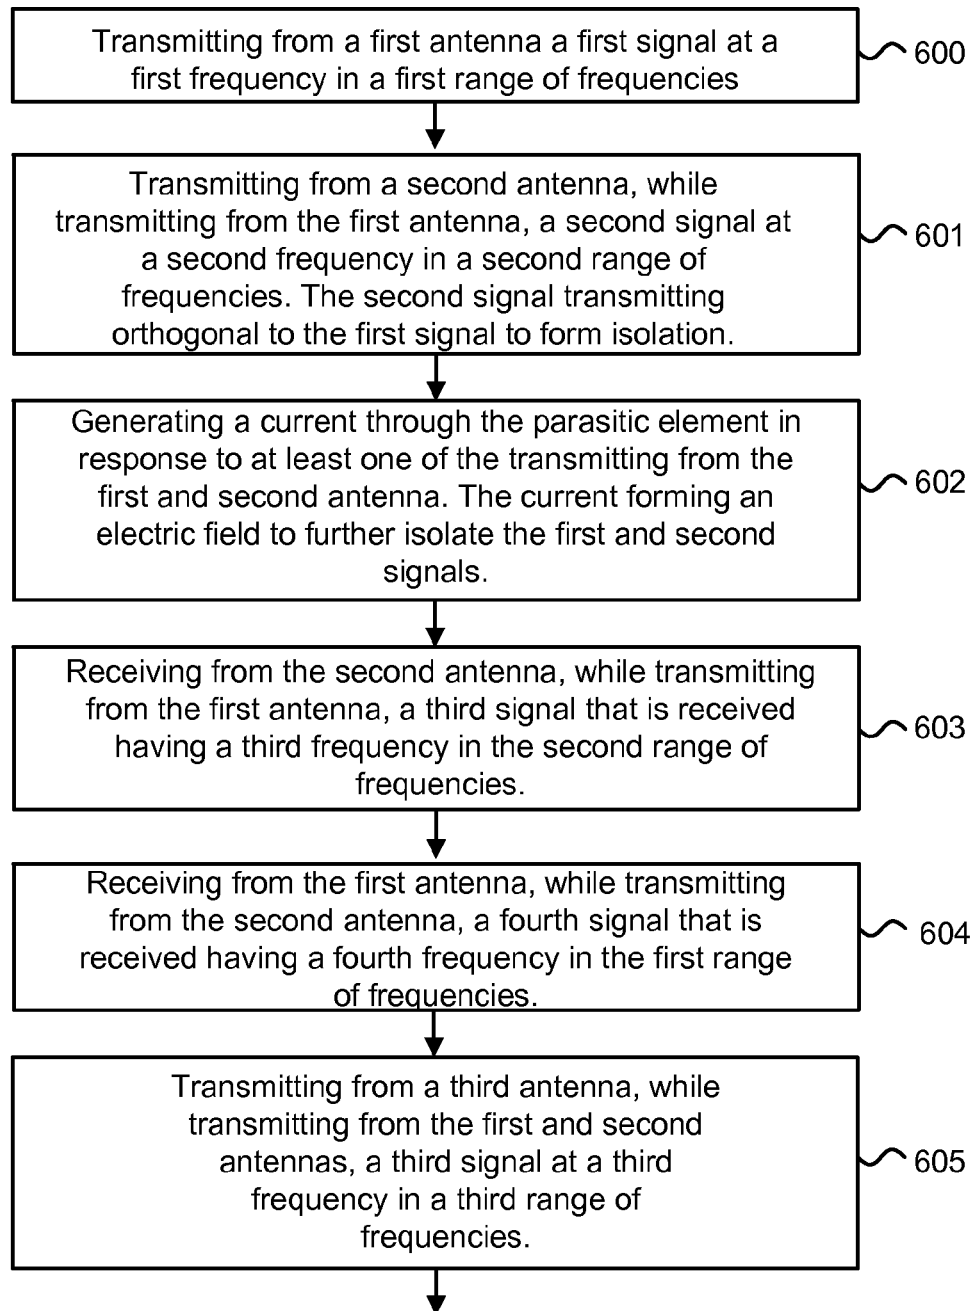 Transmitting from a first antenna a first signal at a
first frequency in a first range of frequencies
600
Transmitting from a second antenna, while
transmitting from the first antenna, a second signal at
a second frequency in a second range of
frequencies. The second signal transmitting
orthogonal to the first signal to form isolation.
601
Generating a current through the parasitic element in
response to at least one of the transmitting from the
first and second antenna. The current forming an
electric field to further isolate the first and second
signals.
602
Receiving from the second antenna, while transmitting
from the first antenna, a third signal that is received
having a third frequency in the second range of
frequencies.
603
Receiving from the first antenna, while transmitting
from the second antenna, a fourth signal that is
received having a fourth frequency in the first range
of frequencies.
604
Transmitting from a third antenna, while
transmitting from the first and second
antennas, a third signal at a third
frequency in a third range of
frequencies.
605